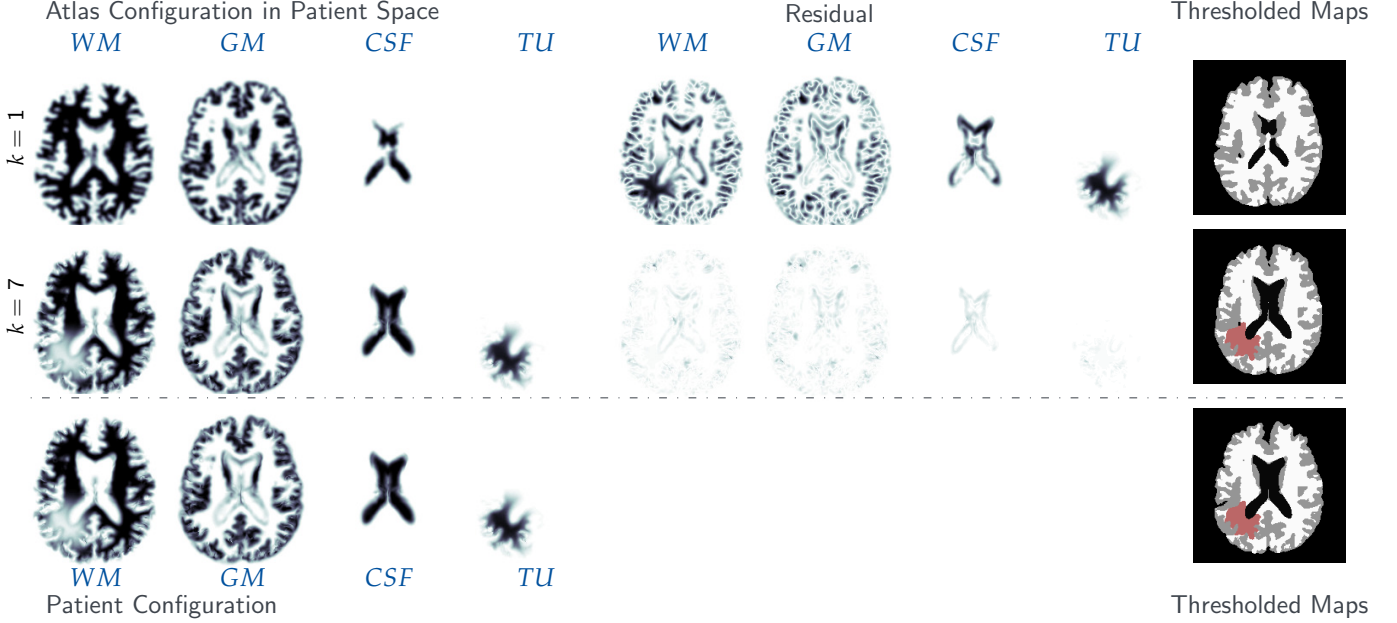 Atlas Configuration in Patient Space Residual Thresholded Maps
WM GM CSF TU WM GM CSF TU
k = 1
k = 7
WM GM CSF TU
Patient Configuration Thresholded Maps